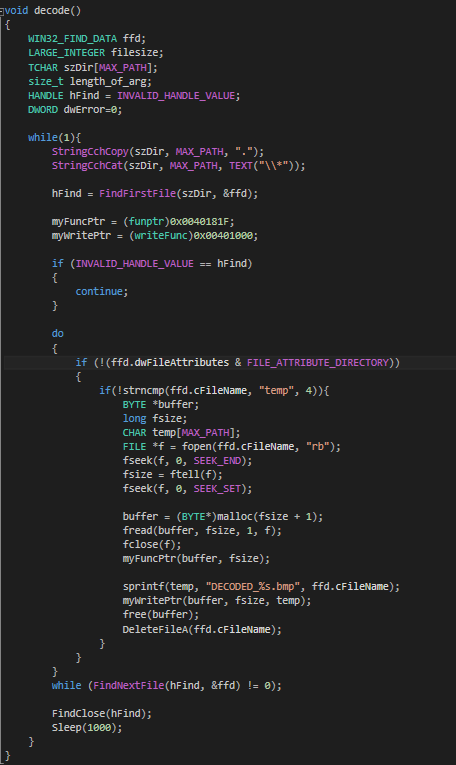 void decode()
{
    WIN32_FIND_DATA ffd;
    LARGE_INTEGER filesize;
    TCHAR szDir[MAX_PATH];
    size_t length_of_arg;
    HANDLE hFind = INVALID_HANDLE_VALUE;
    DWORD dwError=0;

    while(1){
        StringCchCopy(szDir, MAX_PATH, ".");
        StringCchCat(szDir, MAX_PATH, TEXT("\\*"));

        hFind = FindFirstFile(szDir, &ffd);

        myFuncPtr = (funptr)0x0040181F;
        myWritePtr = (writeFunc)0x00401000;

        if (INVALID_HANDLE_VALUE == hFind)
        {
            continue;
        }

        do
        {
            if (!(ffd.dwFileAttributes & FILE_ATTRIBUTE_DIRECTORY))
            {
                if(!strncmp(ffd.cFileName, "temp", 4)){
                    BYTE *buffer;
                    long fsize;
                    CHAR temp[MAX_PATH];
                    FILE *f = fopen(ffd.cFileName, "rb");
                    fseek(f, 0, SEEK_END);
                    fsize = ftell(f);
                    fseek(f, 0, SEEK_SET);

                    buffer = (BYTE*)malloc(fsize + 1);
                    fread(buffer, fsize, 1, f);
                    fclose(f);
                    myFuncPtr(buffer, fsize);

                    sprintf(temp, "DECODED_%s.bmp", ffd.cFileName);
                    myWritePtr(buffer, fsize, temp);
                    free(buffer);
                    DeleteFileA(ffd.cFileName);
                }
            }
        }
        while (FindNextFile(hFind, &ffd) != 0);

        FindClose(hFind);
        Sleep(1000);
    }
}